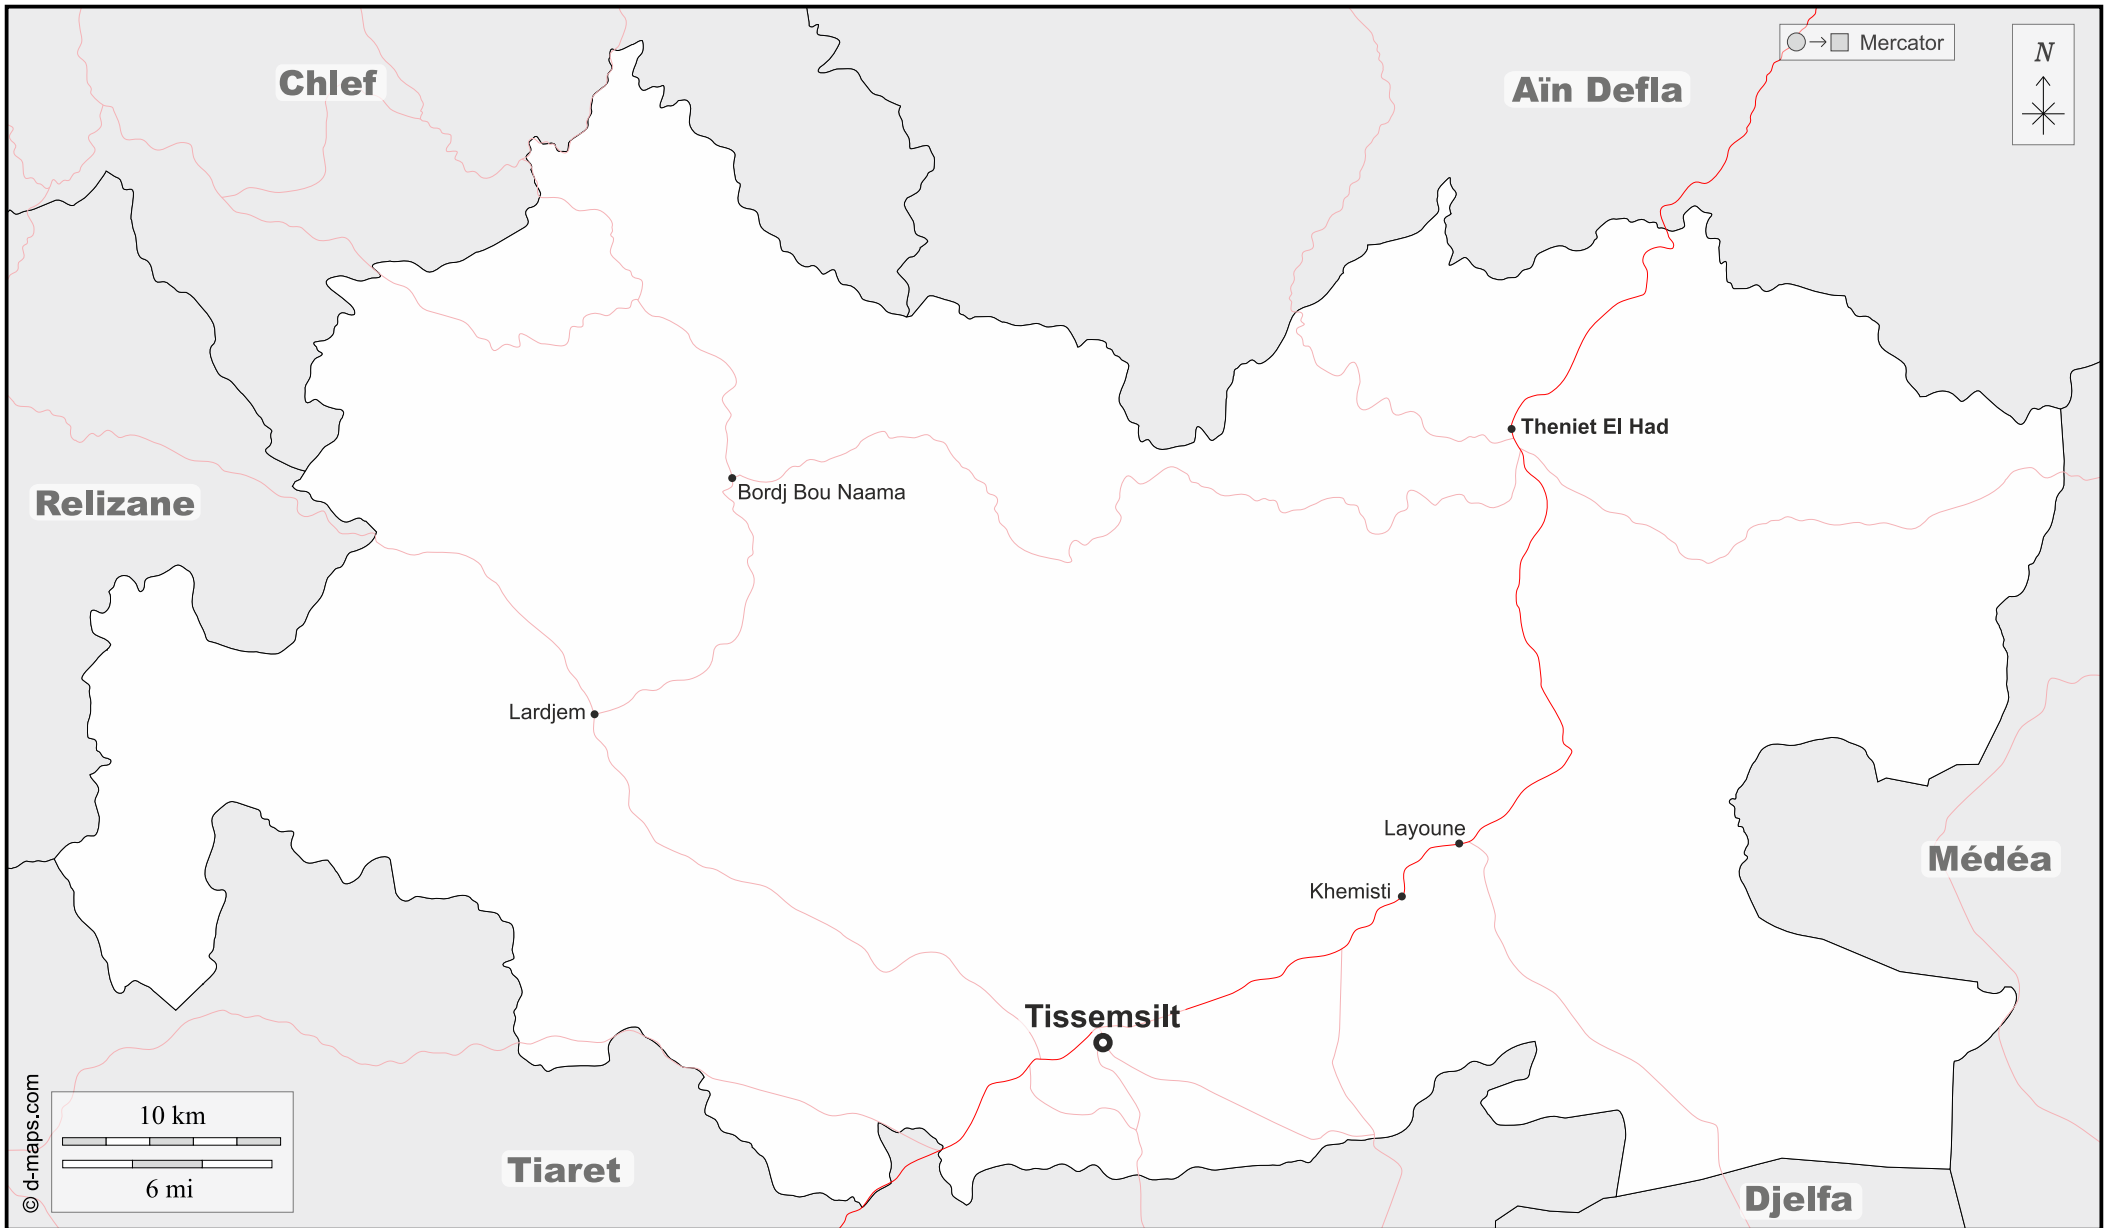 Chlef
Aïn Defla
Mercator
N
Theniet El Had
Bordj Bou Naama
Relizane
Lardjem
Layoune
Médéa
Khemisti
Tissemsilt
10 km
6 mi
© d-maps.com
Tiaret
Djelfa